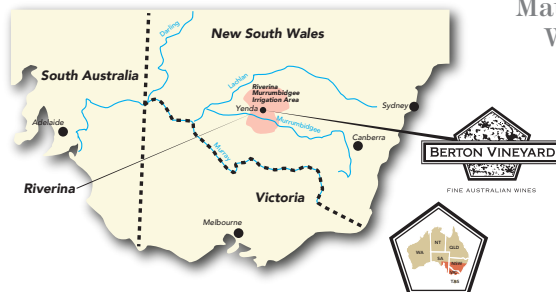 Ma
W
Darling
New South Wales
South Australia
Lachlan
Riverina
Murrumbidgee
Irrigation Area
Yenda
Sydney
Adelaide
Murrumbidgee
Canberra
BERTON VINEYARD
Murray
FINE AUSTRALIAN WINES
Riverina
Victoria
Melbourne
WA
NT
QLD
SA
NSW
TAS